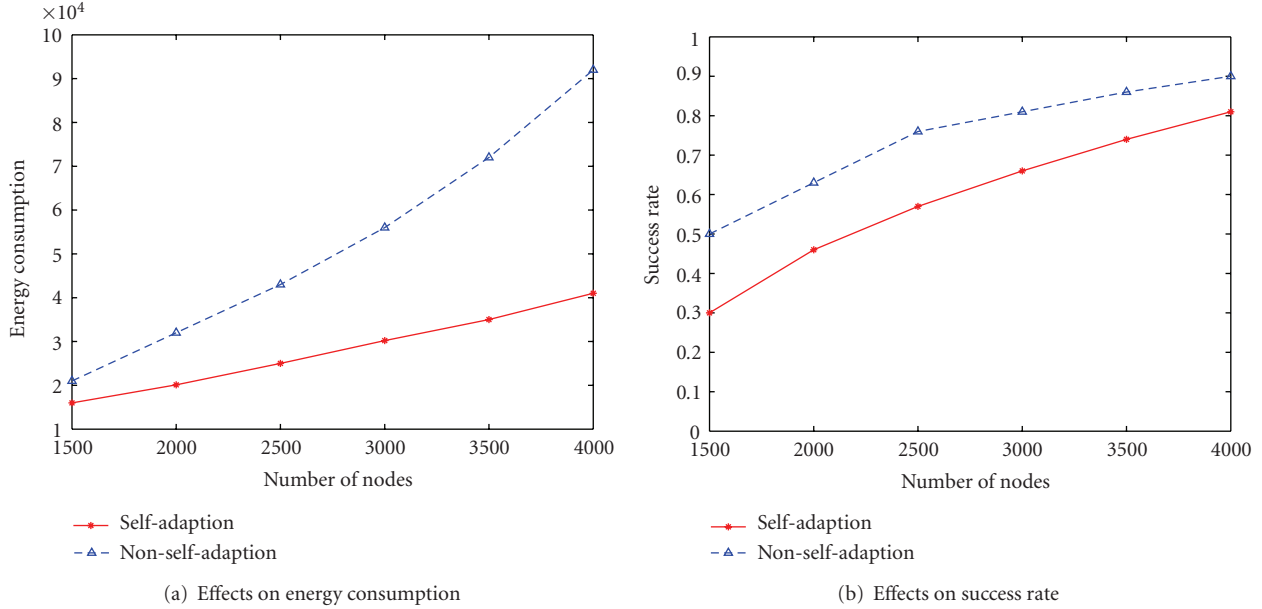 ×10⁴
10
9
8
7
6
5
4
3
2
1
Energy consumption
1500 2000 2500 3000 3500 4000
Number of nodes
Self-adaption
Non-self-adaption
(a) Effects on energy consumption
1
0.9
0.8
0.7
0.6
0.5
0.4
0.3
0.2
0.1
0
Success rate
1500 2000 2500 3000 3500 4000
Number of nodes
Self-adaption
Non-self-adaption
(b) Effects on success rate